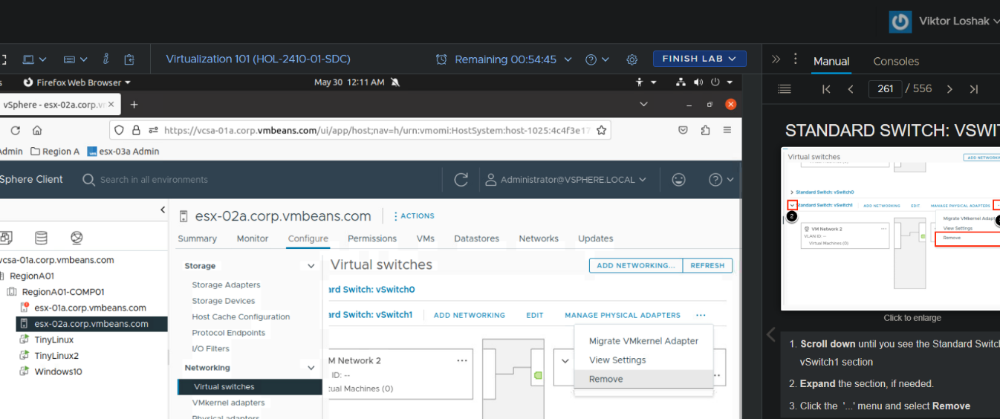 Viktor Loshak
Virtualization 101 (HOL-2410-01-SDC)
Remaining 00:54:45
FINISH LAB
Manual
Consoles
s
Firefox Web Browser
May 30 12:11 AM
261 / 556
vSphere - esx-02a.corp.v
https://vcsa-01a.corp.vmbeans.com/ui/app/host;nav=h/urn:vmomi:HostSystem:host-1025:4c4f3e17
dmin
Region A
esx-03a Admin
Sphere Client
Search in all environments
Administrator@VSPHERE.LOCAL
esx-02a.corp.vmbeans.com
ACTIONS
Summary
Monitor
Configure
Permissions
VMs
Datastores
Networks
Updates
vcsa-01a.corp.vmbeans.com
RegionA01
RegionA01-COMP01
esx-01a.corp.vmbeans.com
esx-02a.corp.vmbeans.com
TinyLinux
TinyLinux2
Windows10
Storage
Storage Adapters
Storage Devices
Host Cache Configuration
Protocol Endpoints
I/O Filters
Networking
Virtual switches
VMkernel adapters
Physical adapters
Virtual switches
ADD NETWORKING...
REFRESH
ard Switch: vSwitch0
ard Switch: vSwitch1
ADD NETWORKING
EDIT
MANAGE PHYSICAL ADAPTERS
...
Migrate VMkernel Adapter
View Settings
Remove
M Network 2
...
ID: --
tual Machines (0)
STANDARD SWITCH: VSWIT
Virtual switches
ADD NETWORKIN
Standard Switch: vSwitch0
Standard Switch: vSwitch1
ADD NETWORKING
EDIT
MANAGE PHYSICAL ADAPTERS
2
Migrate VMkernel Adapt
View Settings
Remove
VM Network 2
...
VLAN ID: --
Virtual Machines (0)
Click to enlarge
1. Scroll down until you see the Standard Switch
vSwitch1 section
2. Expand the section, if needed.
3. Click the '...' menu and select Remove